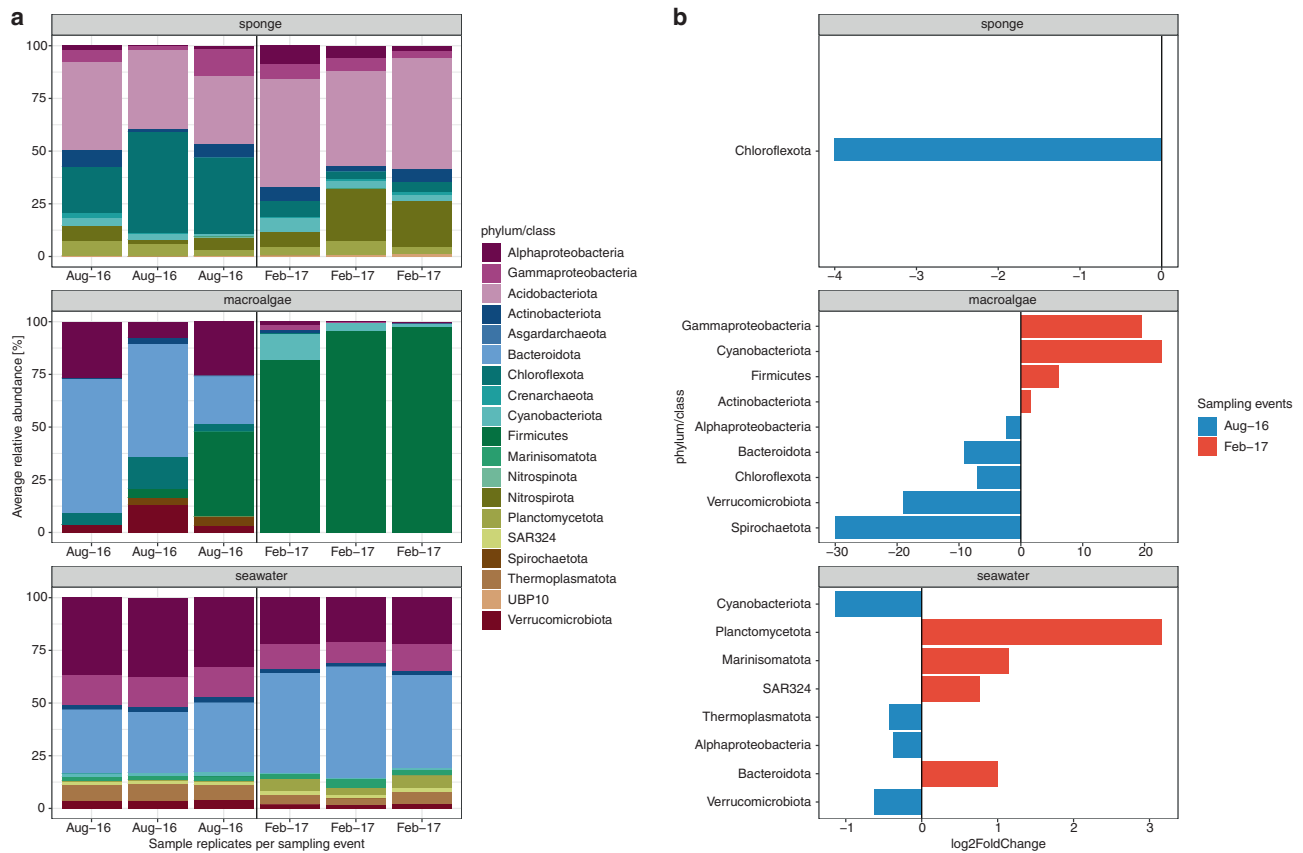 a
sponge
100
75
50
25
0
Aug−16
Aug−16
Aug−16
Feb−17
Feb−17
Feb−17
macroalgae
100
75
50
25
0
Aug−16
Aug−16
Aug−16
Feb−17
Feb−17
Feb−17
seawater
100
75
50
25
0
Aug−16
Aug−16
Aug−16
Feb−17
Feb−17
Feb−17
Average relative abundance [%]
Sample replicates per sampling event
phylum/class
Alphaproteobacteria
Gammaproteobacteria
Acidobacteriota
Actinobacteriota
Asgardarchaeota
Bacteroidota
Chloroflexota
Crenarchaeota
Cyanobacteriota
Firmicutes
Marinisomatota
Nitrospinota
Nitrospirota
Planctomycetota
SAR324
Spirochaetota
Thermoplasmatota
UBP10
Verrucomicrobiota
b
sponge
Chloroflexota
−4
−3
−2
−1
0
macroalgae
Gammaproteobacteria
Cyanobacteriota
Firmicutes
Actinobacteriota
Alphaproteobacteria
Bacteroidota
Chloroflexota
Verrucomicrobiota
Spirochaetota
−30
−20
−10
0
10
20
seawater
Cyanobacteriota
Planctomycetota
Marinisomatota
SAR324
Thermoplasmatota
Alphaproteobacteria
Bacteroidota
Verrucomicrobiota
−1
0
1
2
3
phylum/class
log2FoldChange
Sampling events
Aug−16
Feb−17